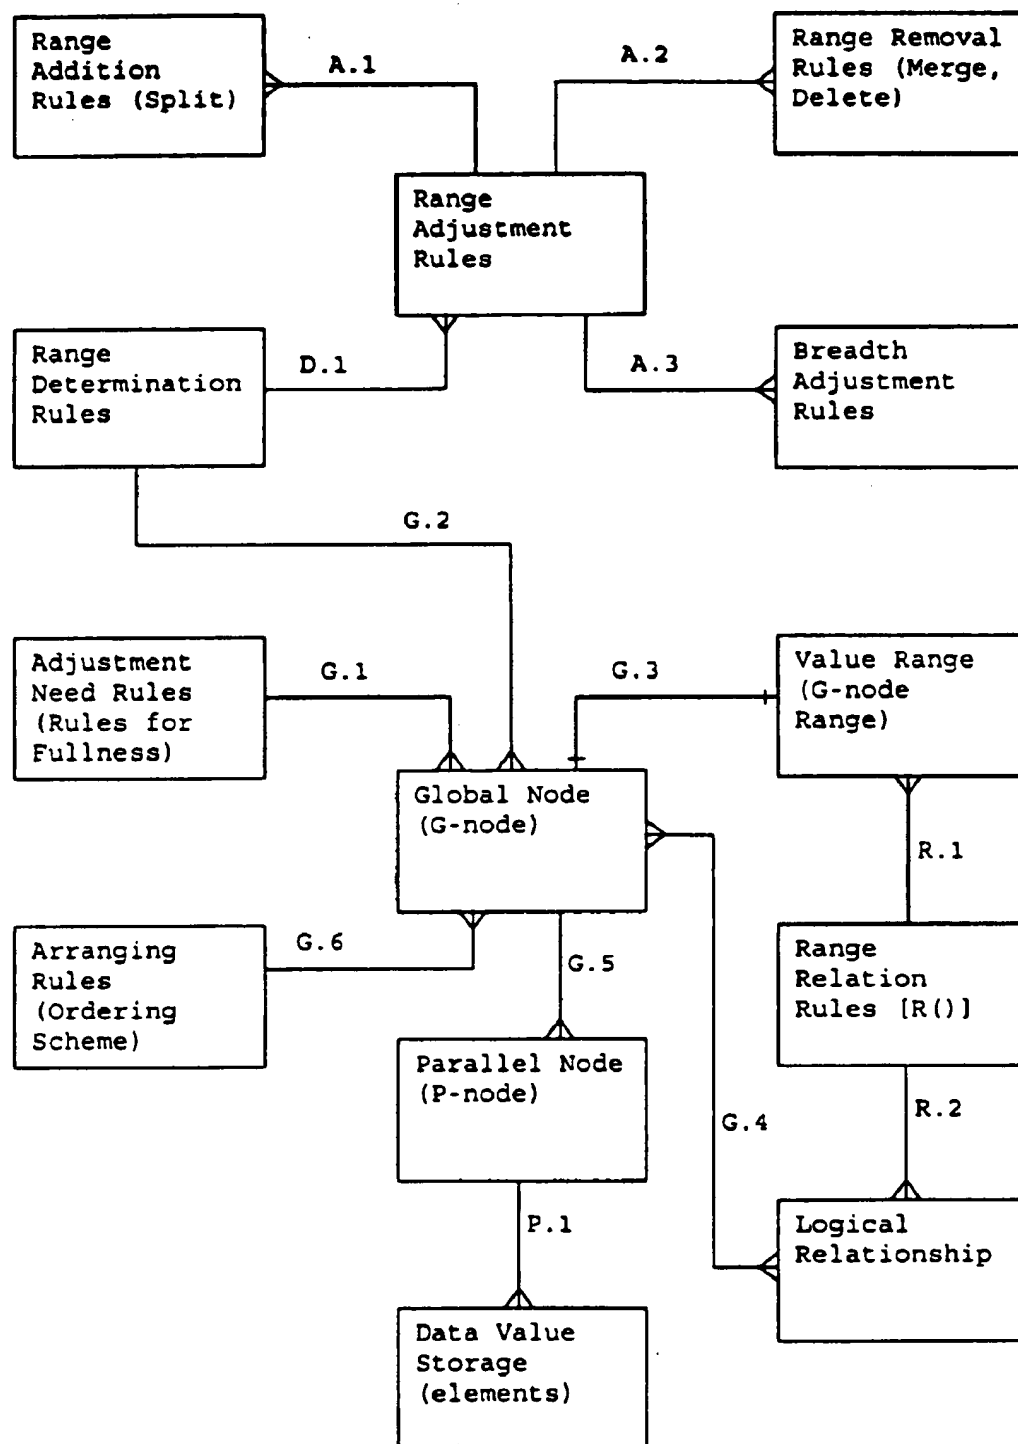 Range
Addition
Rules (Split)
A.1
A.2
Range Removal
Rules (Merge,
Delete)
Range
Adjustment
Rules
Range
Determination
Rules
D.1
A.3
Breadth
Adjustment
Rules
G.2
Adjustment
Need Rules
(Rules for
Fullness)
G.1
G.3
Value Range
(G-node
Range)
Global Node
(G-node)
R.1
Arranging
Rules
(Ordering
Scheme)
G.6
G.5
Range
Relation
Rules [R()]
Parallel Node
(P-node)
G.4
R.2
P.1
Logical
Relationship
Data Value
Storage
(elements)